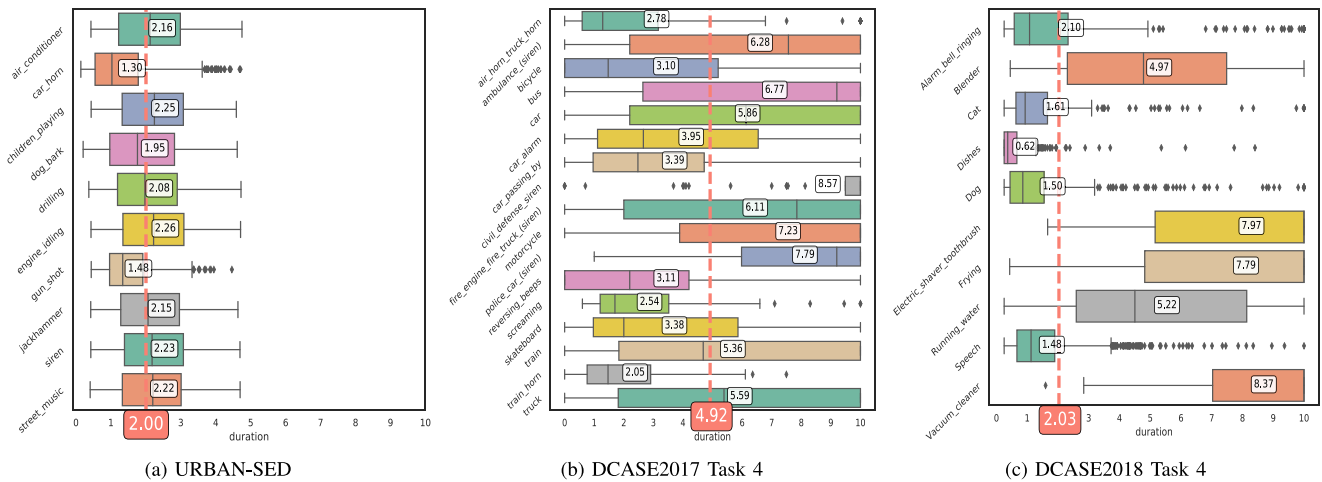 air_conditioner
2.16
car_horn
1.30
children_playing
2.25
dog_bark
1.95
drilling
2.08
engine_idling
2.26
gun_shot
1.48
jackhammer
2.15
siren
2.23
street_music
2.22
0 1 2 3 4 5 6 7 8 9 10
2.00
duration
(a) URBAN-SED
air_horn_truck_horn
2.78
ambulance_(siren)
6.28
bicycle
3.10
bus
6.77
car
5.86
car_alarm
3.95
car_passing_by
3.39
civil_defense_siren
8.57
fire_engine_fire_truck_(siren)
6.11
motorcycle
7.23
police_car_(siren)
7.79
reversing_beeps
3.11
screaming
2.54
skateboard
3.38
train
5.36
train_horn
2.05
truck
5.59
0 1 2 3 4 5 6 7 8 9 10
4.92
duration
(b) DCASE2017 Task 4
Alarm_bell_ringing
2.10
Blender
4.97
Cat
1.61
Dishes
0.62
Dog
1.50
Electric_shaver_toothbrush
7.97
Frying
7.79
Running_water
5.22
Speech
1.48
Vacuum_cleaner
8.37
0 1 3 4 5 6 7 8 9 10
2.03
duration
(c) DCASE2018 Task 4